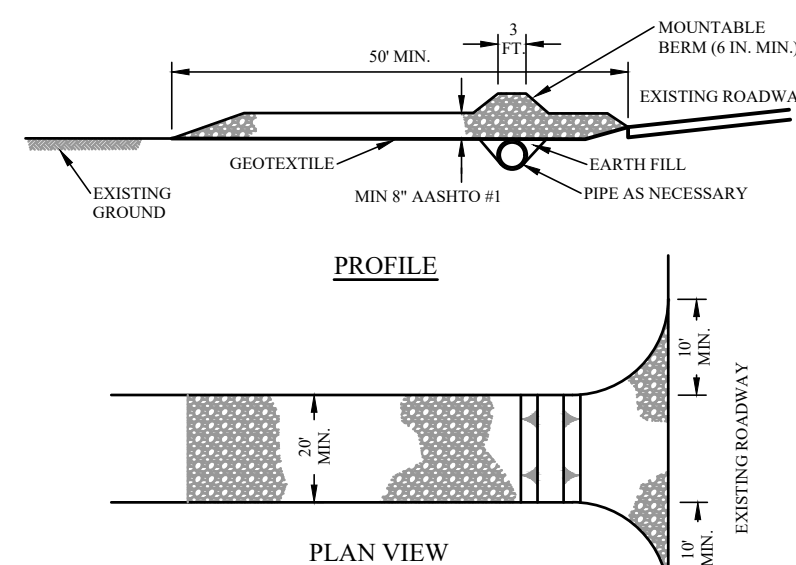 3
FT.
MOUNTABLE
BERM (6 IN. MIN.)
50' MIN.
EXISTING ROADWA
GEOTEXTILE
EARTH FILL
EXISTING
GROUND
MIN 8" AASHTO #1
PIPE AS NECESSARY
PROFILE
10'
MIN.
20'
MIN.
EXISTING ROADWAY
10'
MIN.
PLAN VIEW